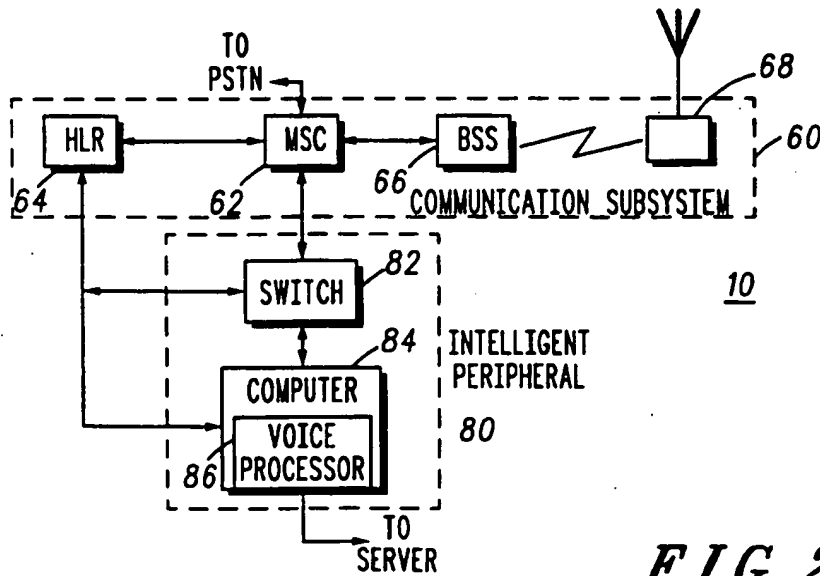 TO
PSTN
68
HLR
MSC
BSS
60
64
62
66
COMMUNICATION SUBSYSTEM
82
SWITCH
10
84
INTELLIGENT
PERIPHERAL
COMPUTER
80
VOICE
PROCESSOR
86
TO
SERVER
FIG 2